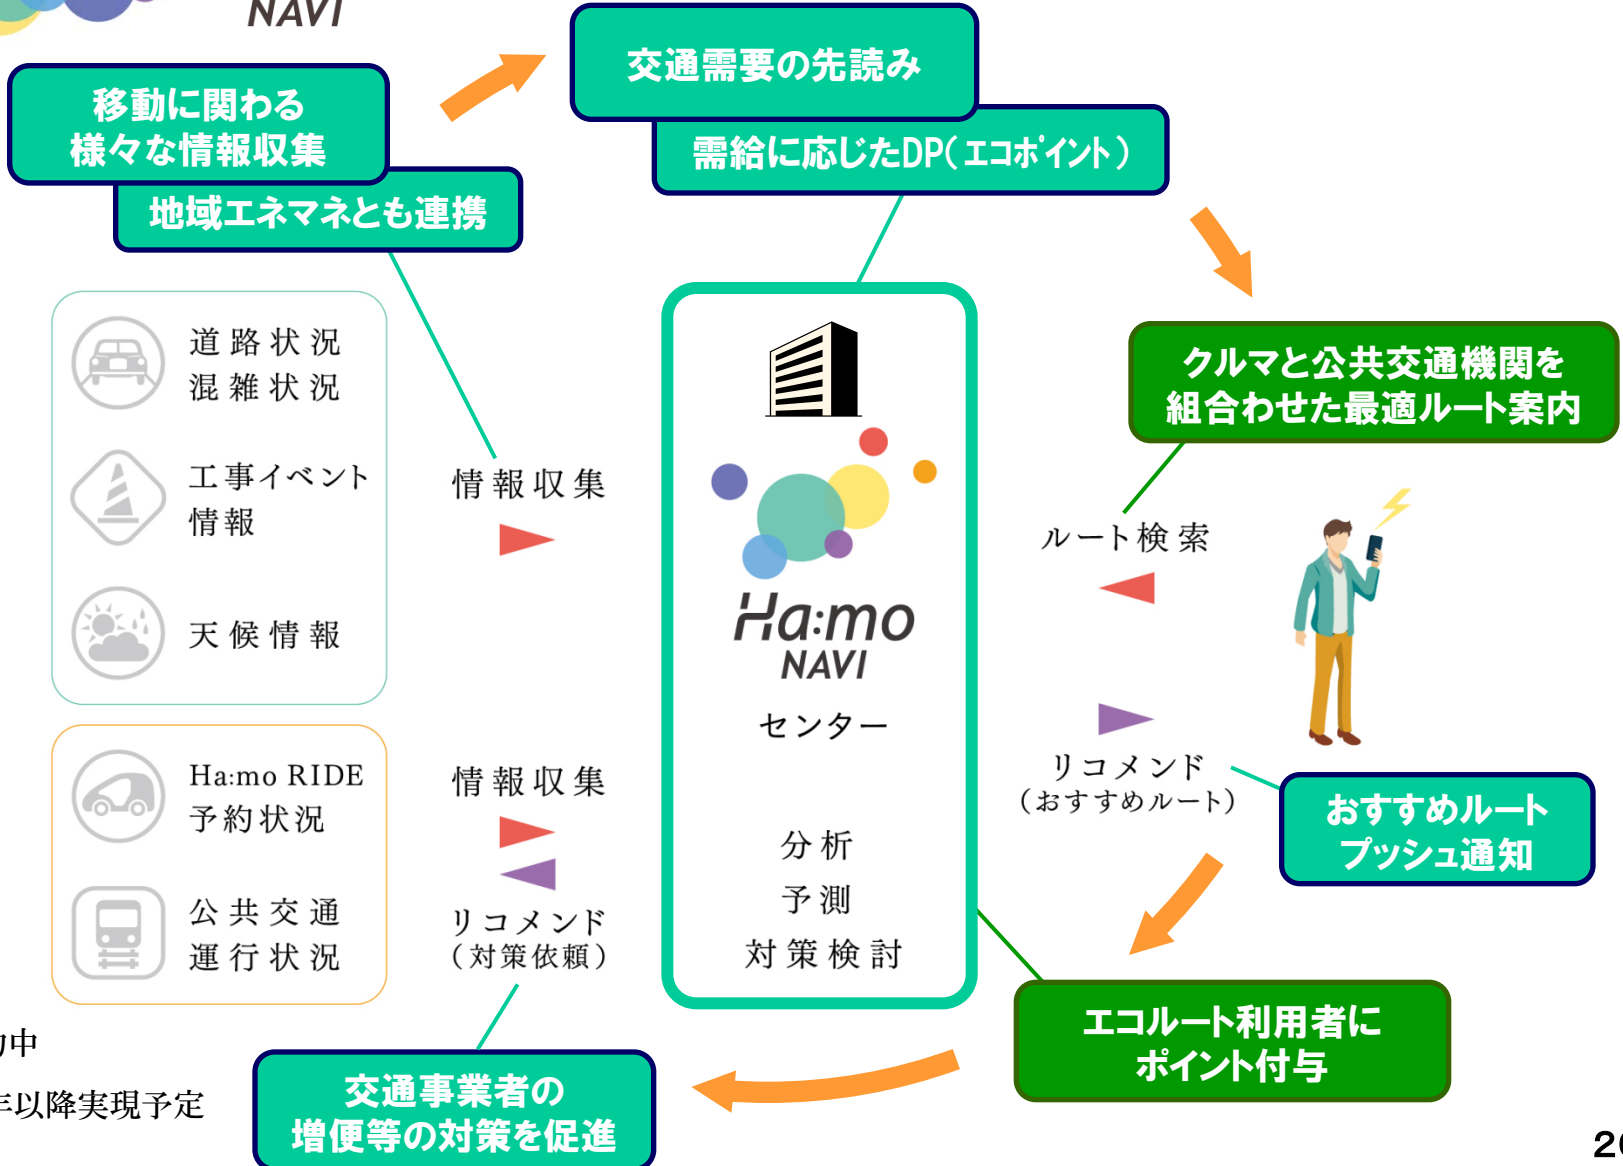 NAVI
交通需要の先読み
移動に関わる
様々な情報収集
需給に応じたDP(エコポイント)
地域エネマネとも連携
道路状況
混雑状況
クルマと公共交通機関を
組合わせた最適ルート案内
工事イベント
情報
情報収集
ルート検索
天候情報
Ha:mo
NAVI
センター
Ha:mo RIDE
予約状況
情報収集
リコメンド
(おすすめルート)
おすすめルート
プッシュ通知
分析
予測
対策検討
公共交通
運行状況
リコメンド
(対策依頼)
エコルート利用者に
ポイント付与
中
以降実現予定
交通事業者の
増便等の対策を促進